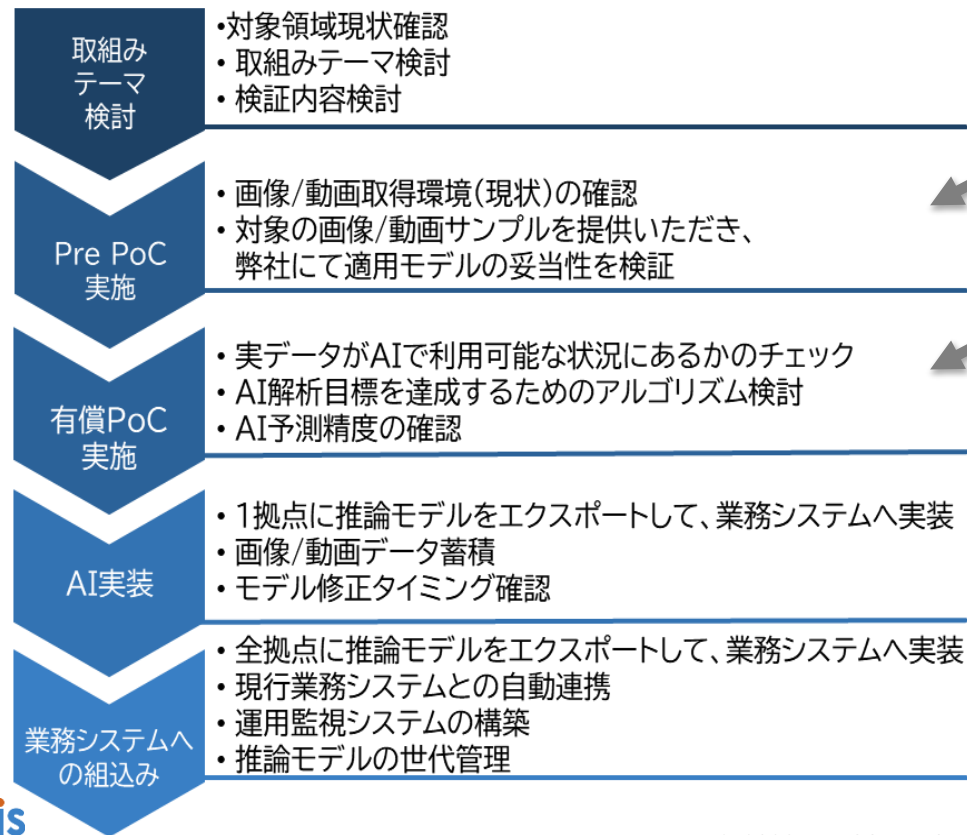 取組み
テーマ
検討
•対象領域現状確認
• 取組みテーマ検討
• 検証内容検討
Pre PoC
実施
• 画像/動画取得環境(現状)の確認
• 対象の画像/動画サンプルを提供いただき、
弊社にて適用モデルの妥当性を検証
有償PoC
実施
• 実データがAIで利用可能な状況にあるかのチェック
• AI解析目標を達成するためのアルゴリズム検討
• AI予測精度の確認
AI実装
• 1拠点に推論モデルをエクスポートして、業務システムへ実装
• 画像/動画データ蓄積
• モデル修正タイミング確認
業務システムへ
の組込み
• 全拠点に推論モデルをエクスポートして、業務システムへ実装
• 現行業務システムとの自動連携
• 運用監視システムの構築
• 推論モデルの世代管理
is